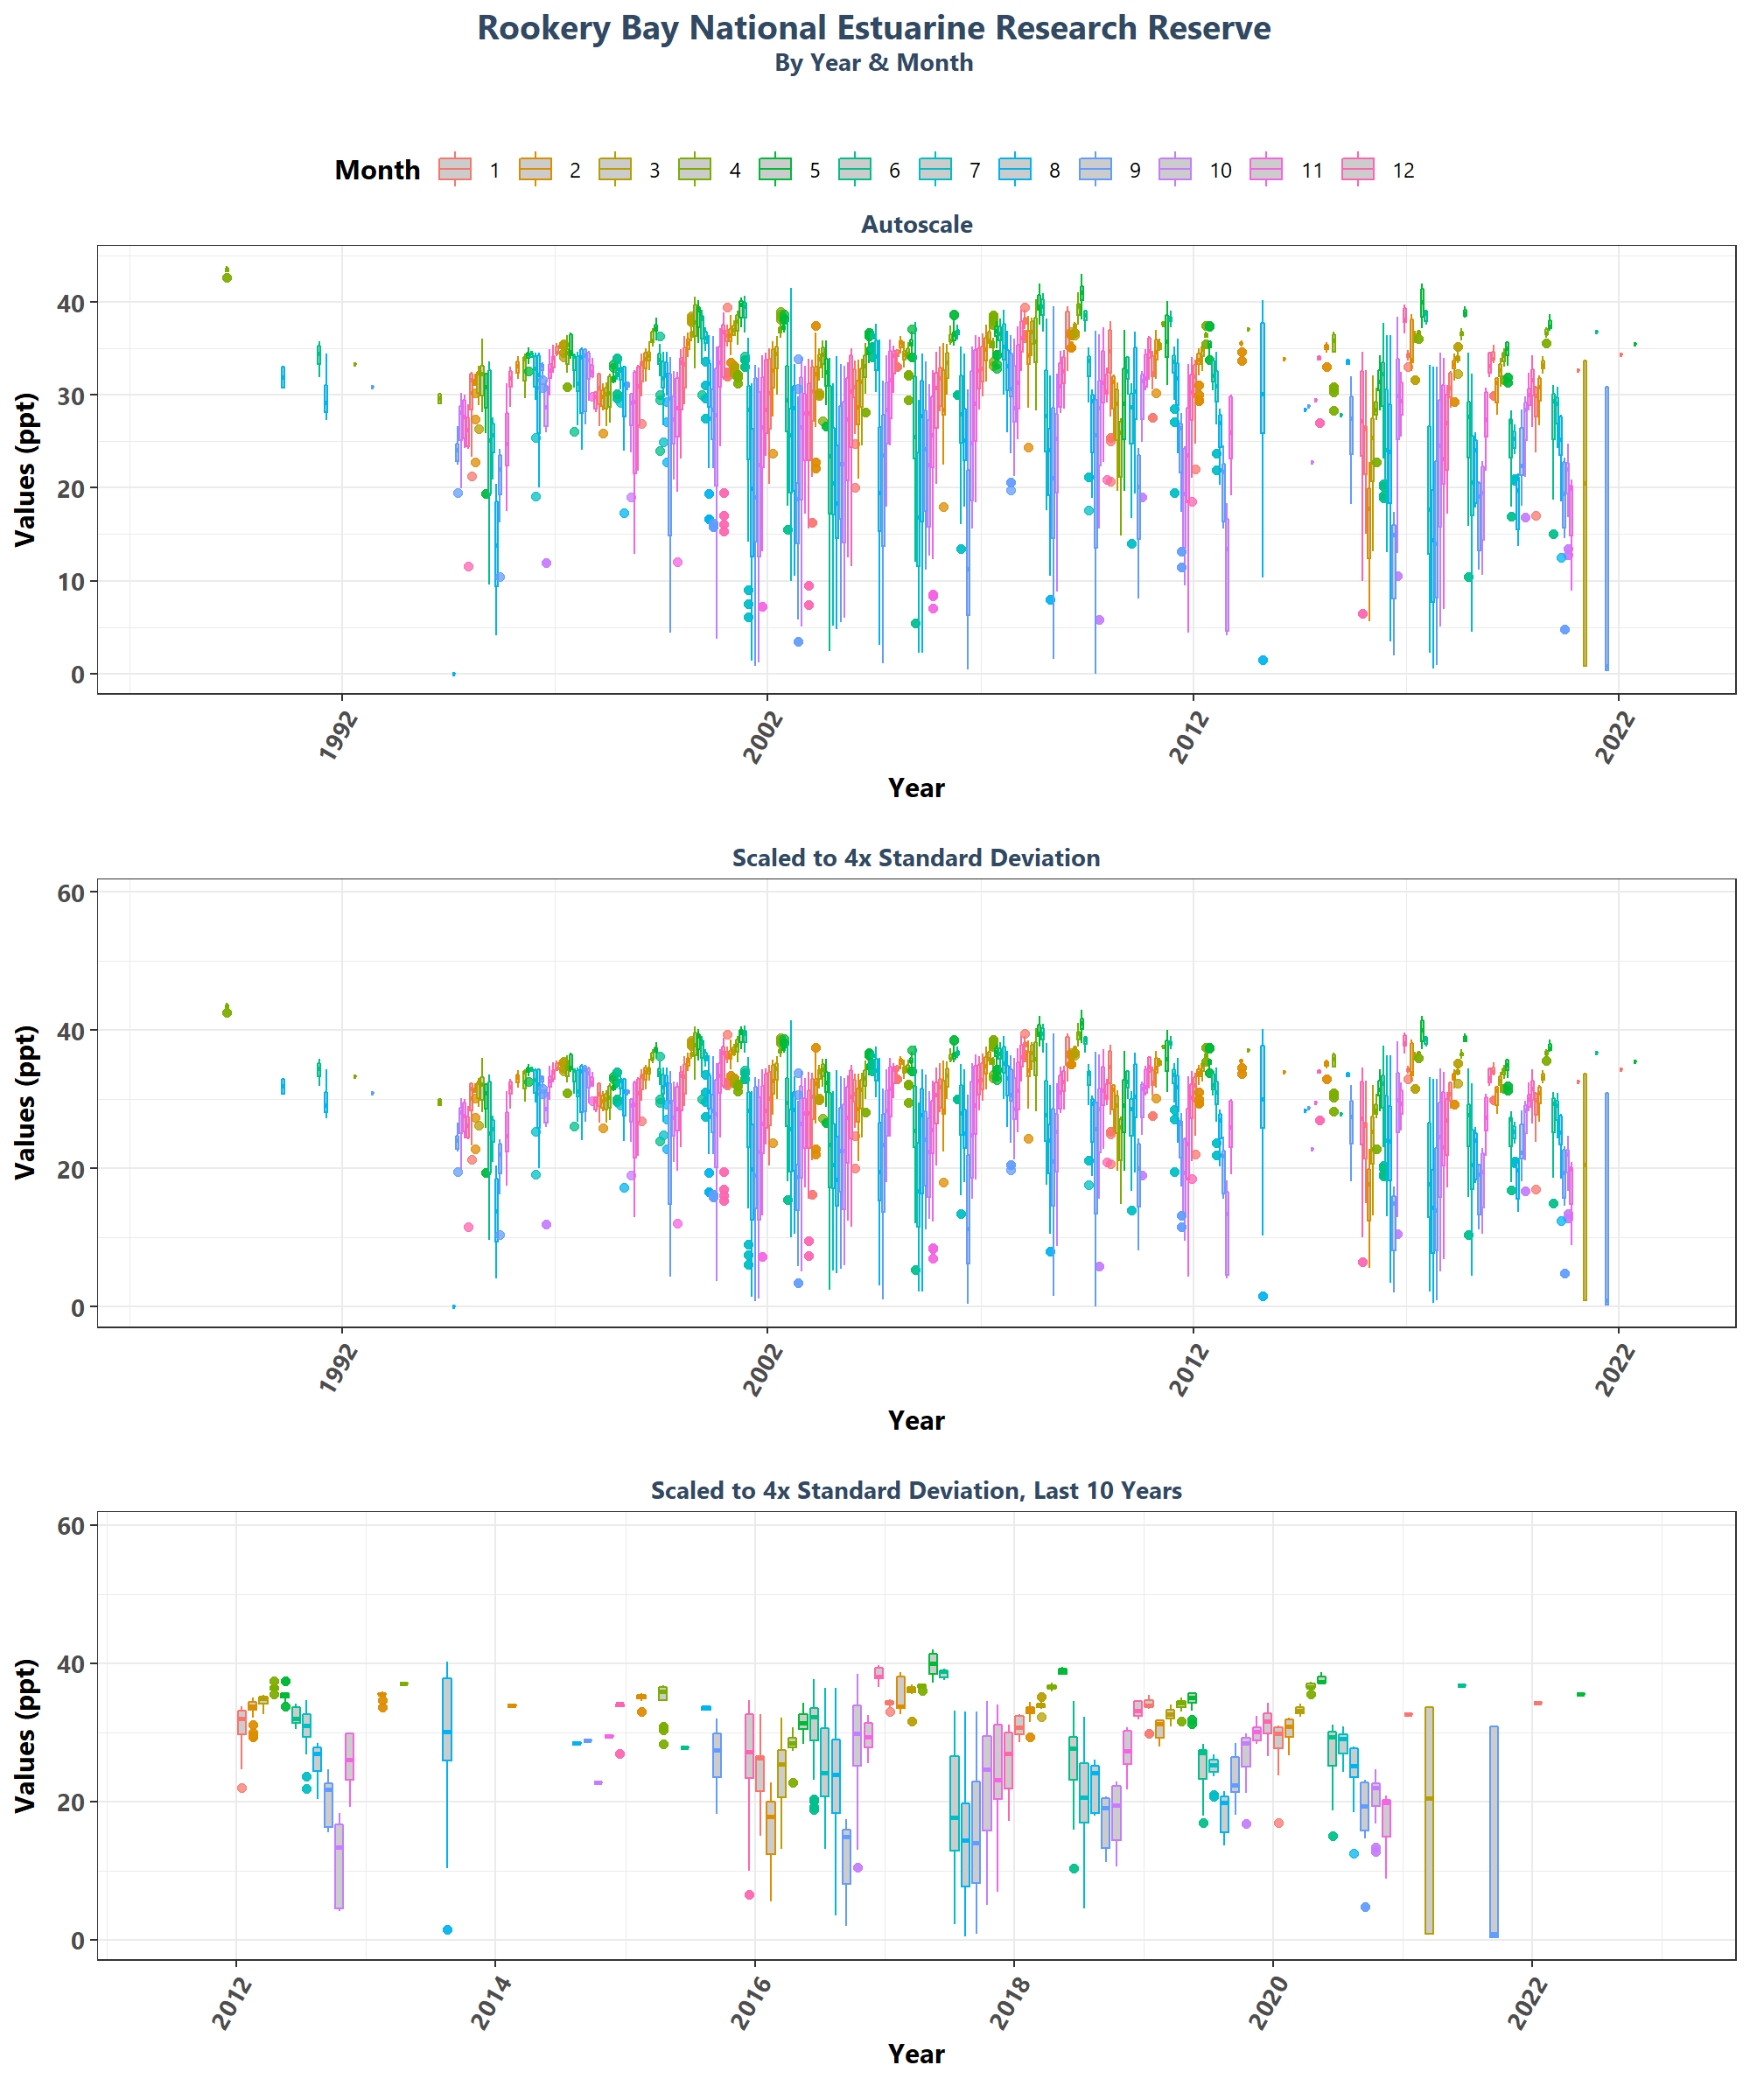 Rookery Bay National Estuarine Research Reserve
By Year & Month
Month 1 2 3 4 5 6 7 8 9 10 11 12
Autoscale
Values (ppt)
40
30
20
10
0
1992 2002 2012 2022
Year
Scaled to 4x Standard Deviation
Values (ppt)
60
40
20
0
1992 2002 2012 2022
Year
Scaled to 4x Standard Deviation, Last 10 Years
Values (ppt)
60
40
20
0
2012 2014 2016 2018 2020 2022
Year